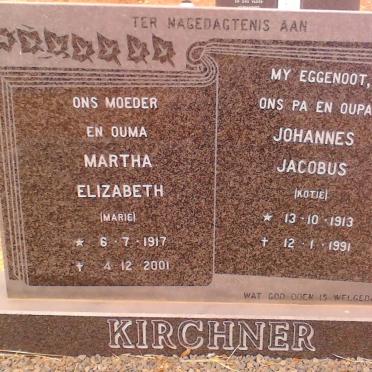 TER NAGEDAGTENIS AAN
ONS MOEDER
EN OUMA
MARTHA
ELIZABETH
(MARIE)
★ 6 - 7 - 1917
✝ 4 - 12 - 2001
MY EGGENOOT,
ONS PA EN OUPA
JOHANNES
JACOBUS
(KOTIE)
★ 13 - 10 - 1913
✝ 12 - 1 - 1991
WAT GOD DOEN IS
KIRCHNER